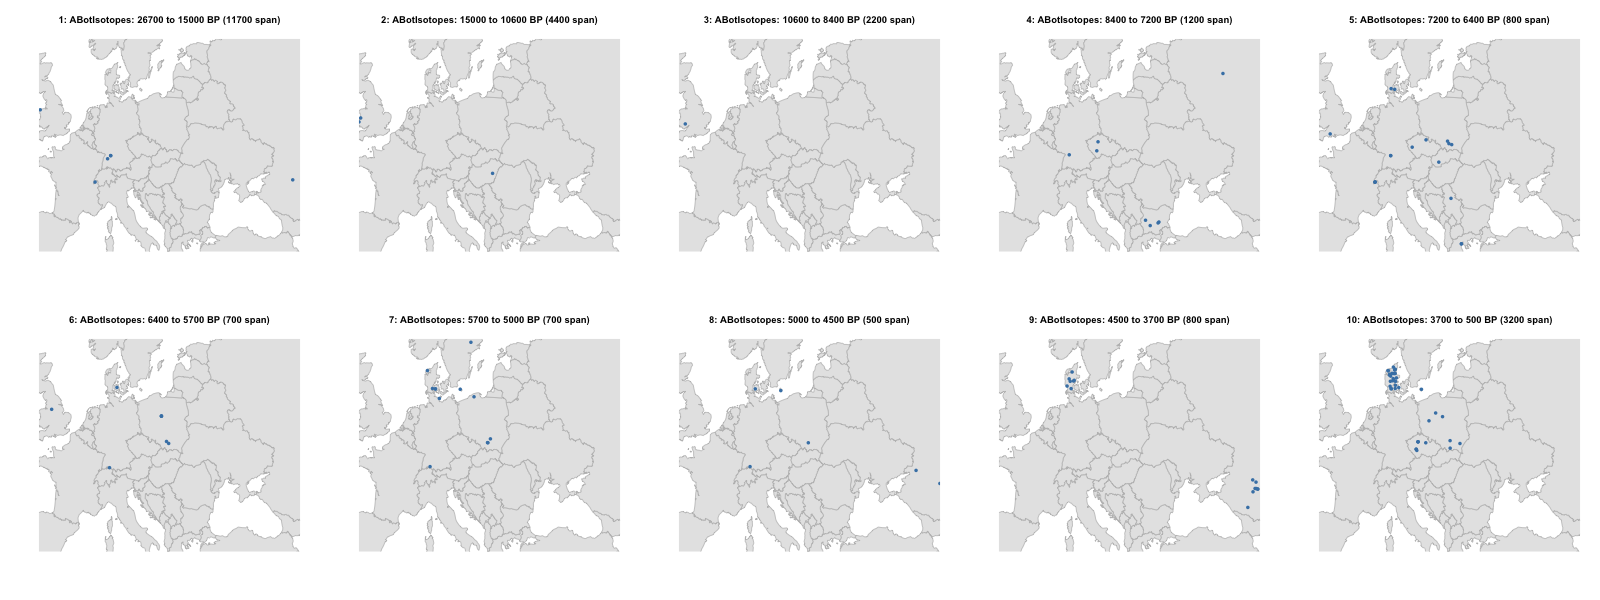 1: ABotIsotopes: 26700 to 15000 BP (11700 span)
2: ABotIsotopes: 15000 to 10600 BP (4400 span)
3: ABotIsotopes: 10600 to 8400 BP (2200 span)
4: ABotIsotopes: 8400 to 7200 BP (1200 span)
5: ABotIsotopes: 7200 to 6400 BP (800 span)
6: ABotIsotopes: 6400 to 5700 BP (700 span)
7: ABotIsotopes: 5700 to 5000 BP (700 span)
8: ABotIsotopes: 5000 to 4500 BP (500 span)
9: ABotIsotopes: 4500 to 3700 BP (800 span)
10: ABotIsotopes: 3700 to 500 BP (3200 span)